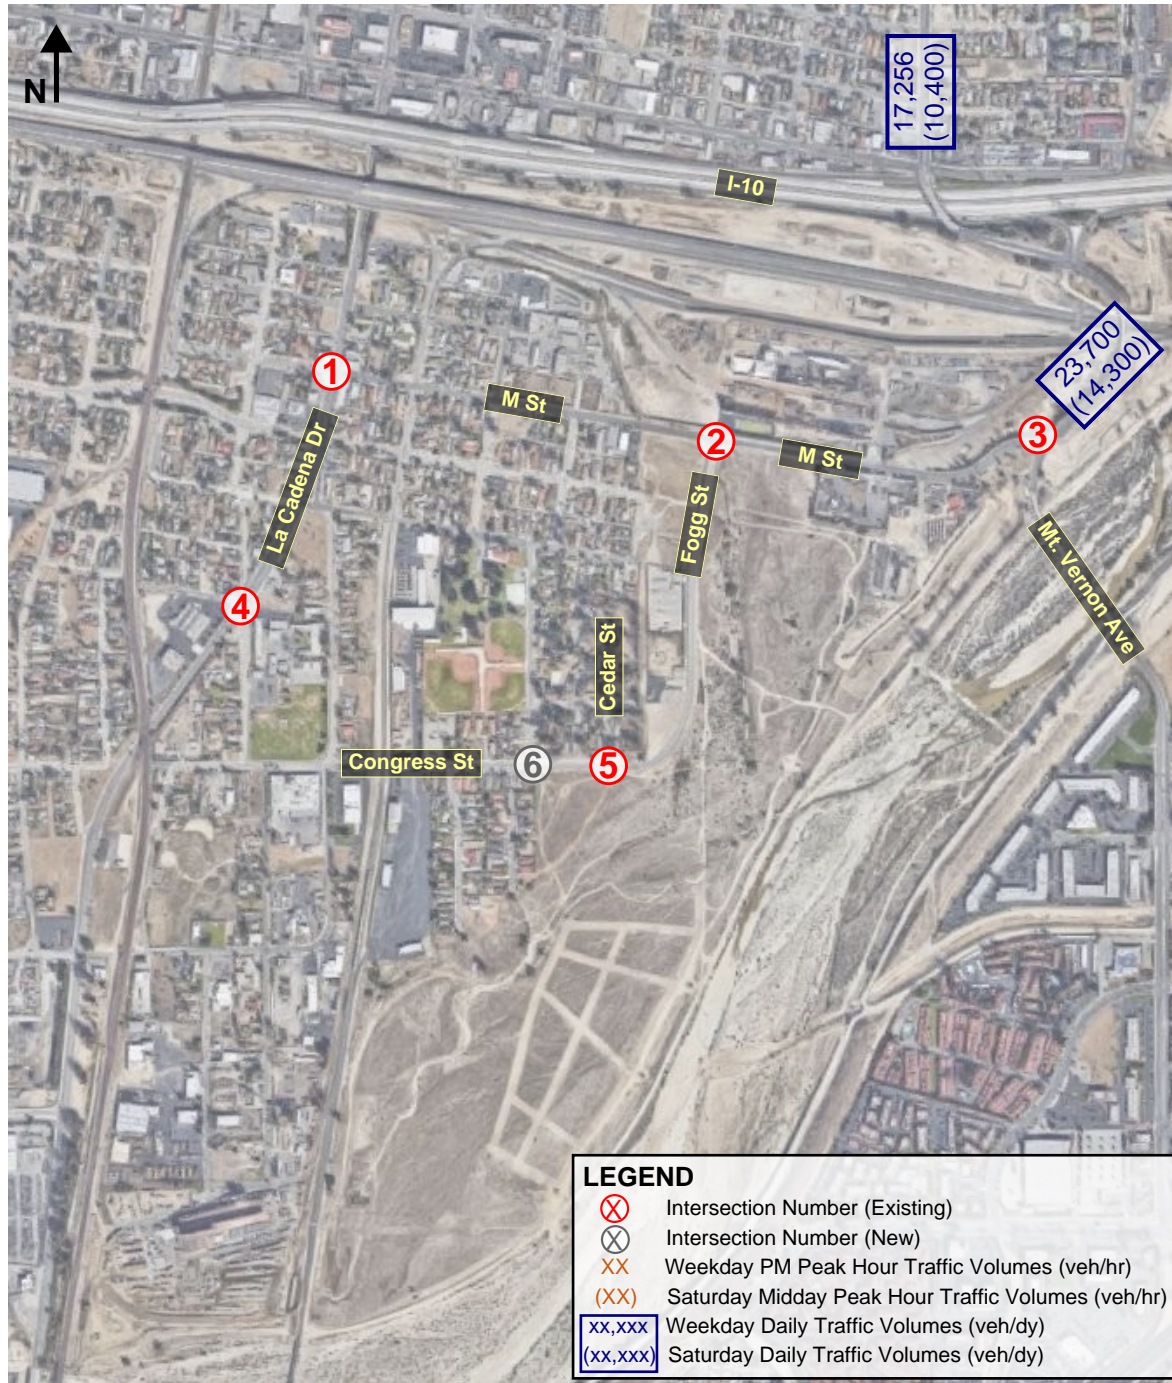 N
17,256
(10,400)
I-10
23,700
(14,300)
1
M St
2
M St
3
La Cadena Dr
Fogg St
Mt. Vernon Ave
4
Cedar St
Congress St
6
5
LEGEND
X Intersection Number (Existing)
X Intersection Number (New)
XX Weekday PM Peak Hour Traffic Volumes (veh/hr)
(XX) Saturday Midday Peak Hour Traffic Volumes (veh/hr)
xx,xxx Weekday Daily Traffic Volumes (veh/dy)
(xx,xxx) Saturday Daily Traffic Volumes (veh/dy)